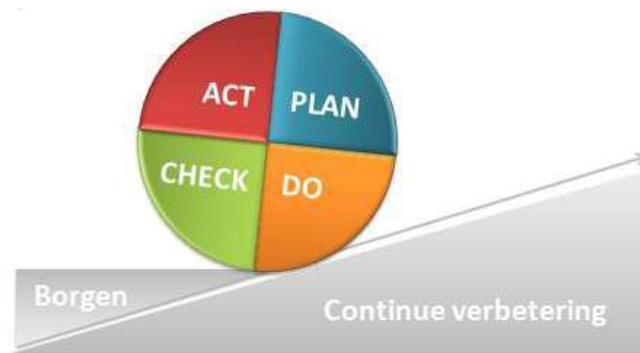 ACT
PLAN
CHECK
DO
Borgen
Continue verbetering